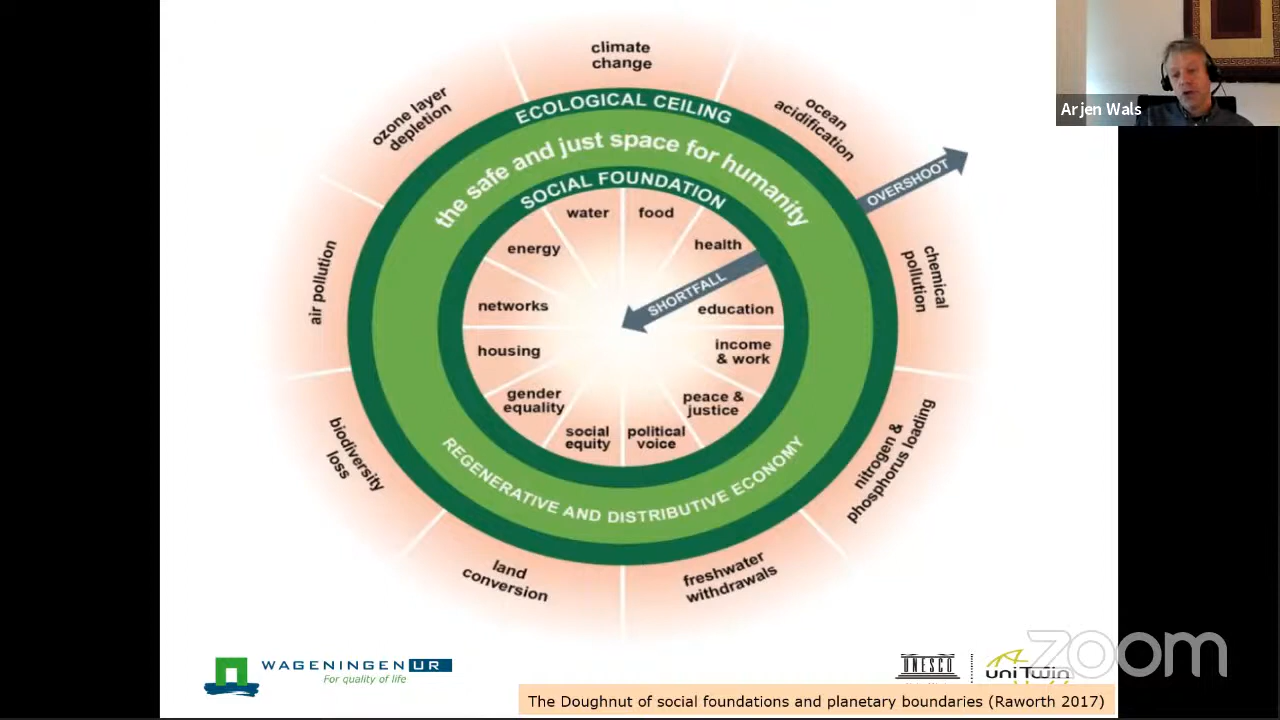 climate
change
ozone layer
depletion
ocean
acidification
ECOLOGICAL CEILING
the safe and just space for humanity
SOCIAL FOUNDATION
OVERSHOOT
water
food
energy
health
SHORTFALL
networks
education
housing
income
& work
gender
equality
peace &
justice
social
equity
political
voice
air pollution
chemical
pollution
REGENERATIVE AND DISTRIBUTIVE ECONOMY
biodiversity
loss
nitrogen &
phosphorus loading
land
conversion
freshwater
withdrawals
Arjen Wals
WAGENINGEN UR
For quality of life
UNESCO
uniTwin
zoom
The Doughnut of social foundations and planetary boundaries (Raworth 2017)